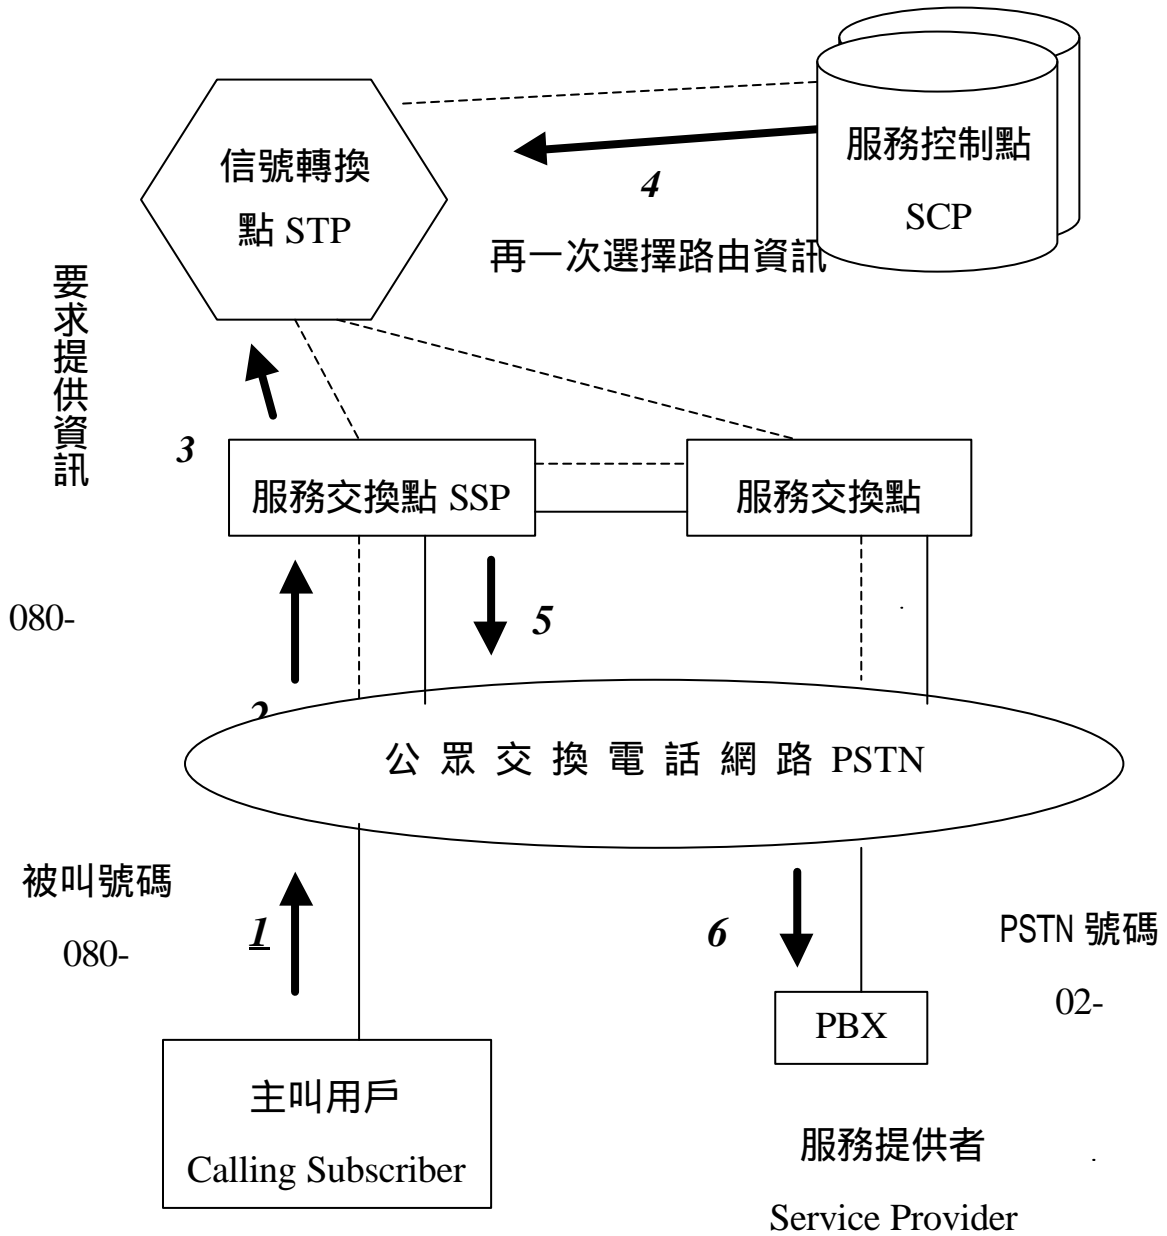 信號轉換
點 STP
服務控制點
SCP
4
再一次選擇路由資訊
要求提供資訊
3
服務交換點 SSP
服務交換點
080-
5
2
公眾交換電話網路 PSTN
被叫號碼
080-
1
6
PSTN 號碼
02-
PBX
主叫用戶
Calling Subscriber
服務提供者
Service Provider